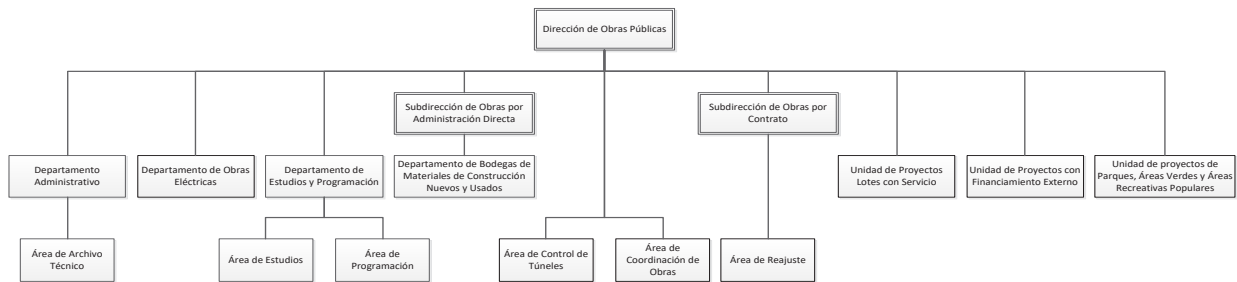 Dirección de Obras Públicas
Subdirección de Obras por
Administración Directa
Subdirección de Obras por
Contrato
Departamento
Administrativo
Departamento de Obras
Eléctricas
Departamento de
Estudios y Programación
Departamento de Bodegas de
Materiales de Construcción
Nuevos y Usados
Unidad de Proyectos
Lotes con Servicio
Unidad de Proyectos con
Financiamiento Externo
Unidad de proyectos de
Parques, Áreas Verdes y Áreas
Recreativas Populares
Área de Archivo
Técnico
Área de Estudios
Área de
Programación
Área de Control de
Túneles
Área de
Coordinación de
Obras
Área de Reajuste